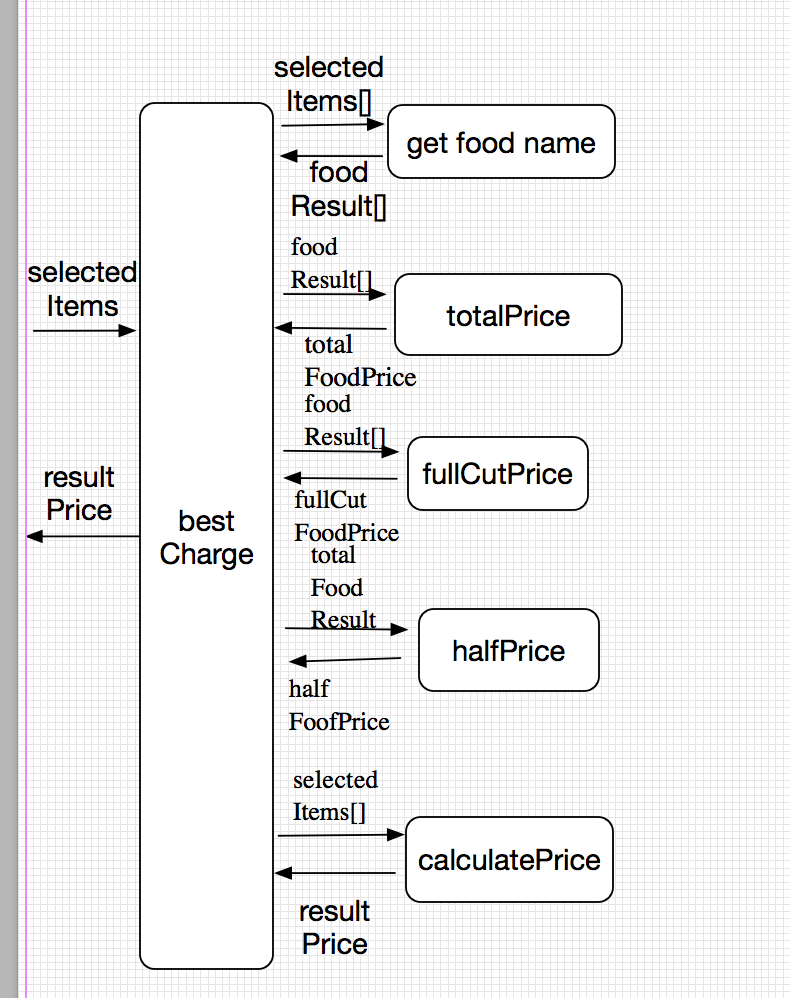 selected
Items[]
get food name
food
Result[]
food
Result[]
selected
Items
totalPrice
total
FoodPrice
food
Result[]
fullCutPrice
result
Price
fullCut
FoodPrice
best
Charge
total
Food
Result
halfPrice
half
FoofPrice
selected
Items[]
calculatePrice
result
Price